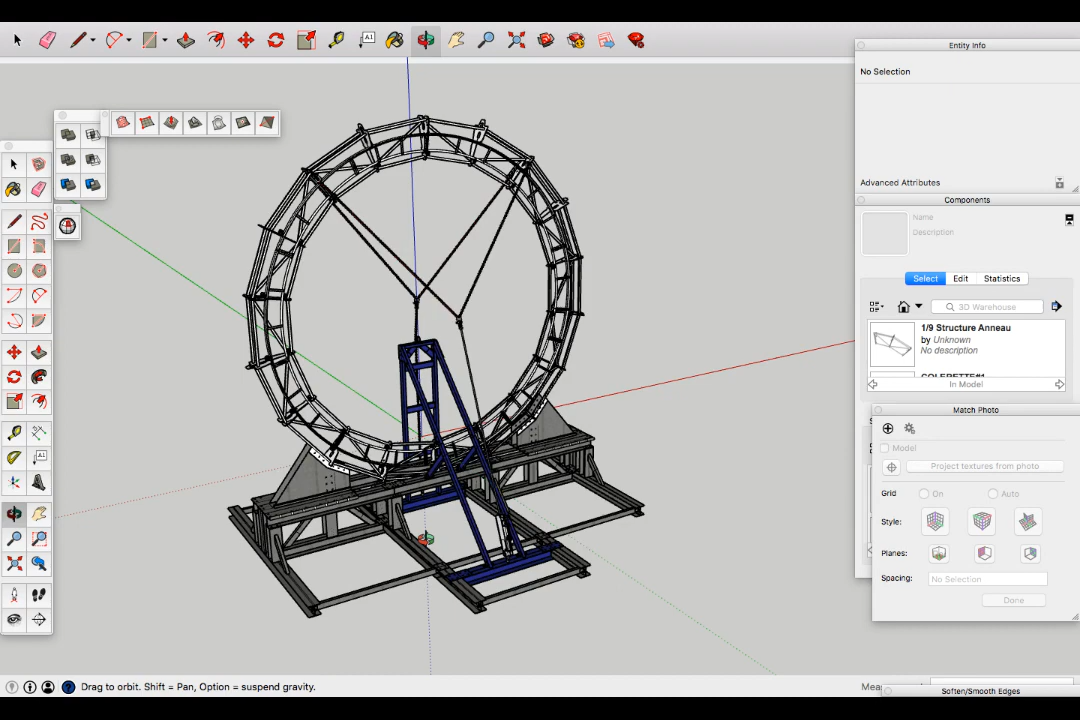 Entity Info
No Selection
Advanced Attributes
Components
Name
Description
Select Edit Statistics
3D Warehouse
1/9 Structure Anneau
by Unknown
No description
In Model
Match Photo
Model
Project textures from photo
Grid On Auto
Style:
Planes:
Spacing: No Selection
Done
A1
A1
Drag to orbit. Shift = Pan, Option = suspend gravity.
Soften/Smooth Edges